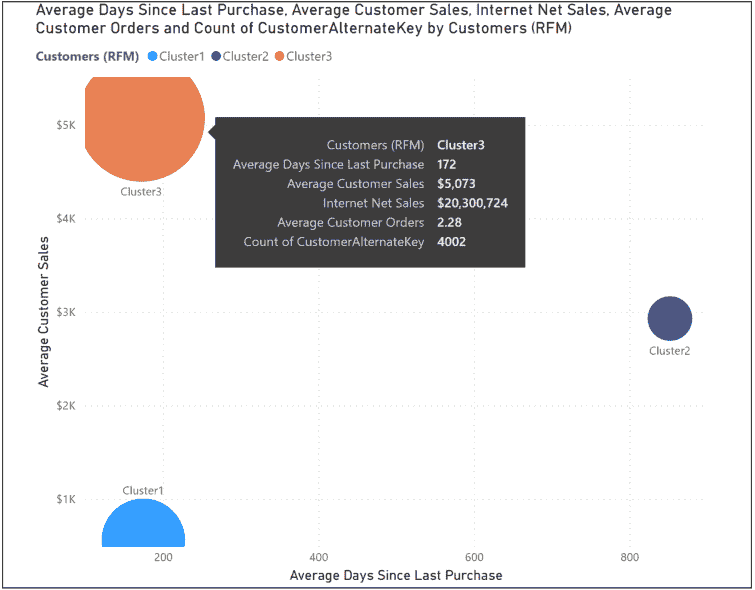 Average Days Since Last Purchase, Average Customer Sales, Internet Net Sales, Average
Customer Orders and Count of CustomerAlternateKey by Customers (RFM)
Customers (RFM) Cluster1 Cluster2 Cluster3
$5K
$4K
$3K
$2K
$1K
Average Customer Sales
Cluster3
Customers (RFM) Cluster3
Average Days Since Last Purchase 172
Average Customer Sales $5,073
Internet Net Sales $20,300,724
Average Customer Orders 2.28
Count of CustomerAlternateKey 4002
Cluster2
Cluster1
200 400 600 800
Average Days Since Last Purchase